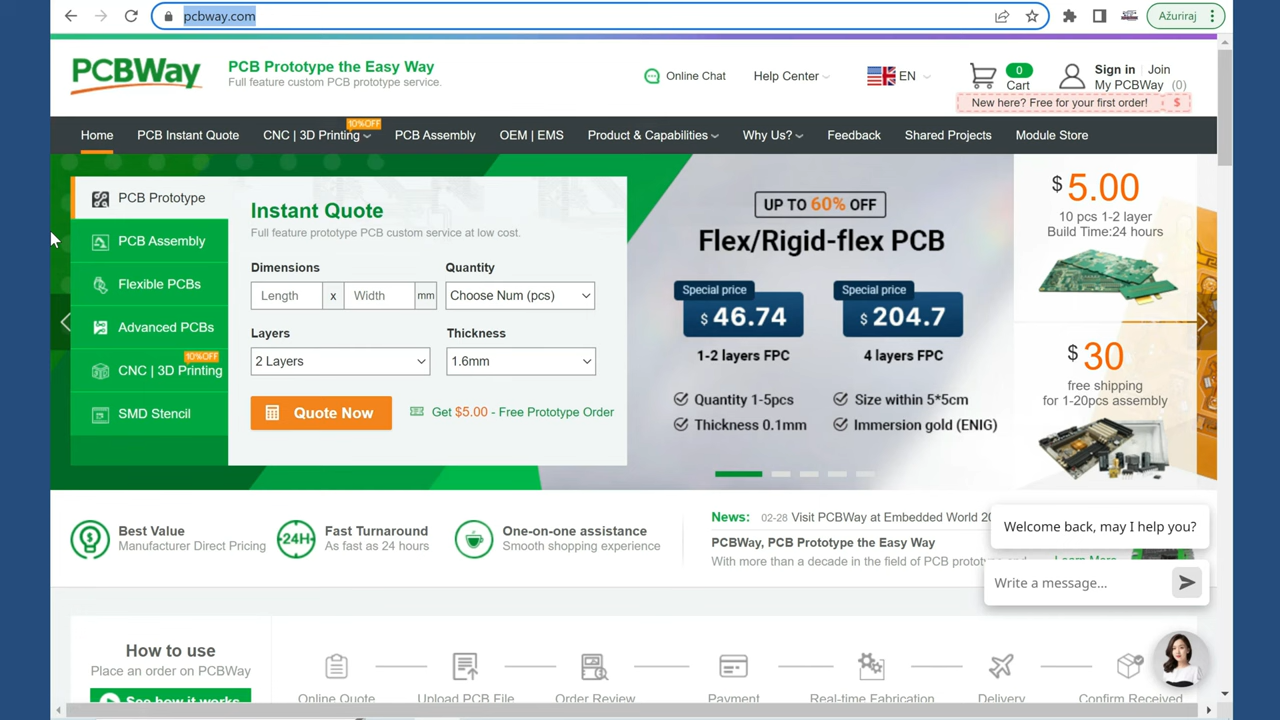 pcbway.com
Ažuriraj
PCBWay
PCB Prototype the Easy Way
Full feature custom PCB prototype service.
Online Chat
Help Center
EN
0
Cart
Sign in
Join
My PCBWay (0)
New here? Free for your first order!
$
Home
PCB Instant Quote
CNC | 3D Printing
10%OFF
PCB Assembly
OEM | EMS
Product & Capabilities
Why Us?
Feedback
Shared Projects
Module Store
PCB Prototype
PCB Assembly
Flexible PCBs
Advanced PCBs
10%OFF
CNC | 3D Printing
SMD Stencil
Instant Quote
Full feature prototype PCB custom service at low cost.
Dimensions
Quantity
Length x Width mm
Choose Num (pcs)
Layers
Thickness
2 Layers
1.6mm
Quote Now
Get $5.00 - Free Prototype Order
UP TO 60% OFF
Flex/Rigid-flex PCB
Special price
$ 46.74
1-2 layers FPC
Special price
$ 204.7
4 layers FPC
Quantity 1-5pcs
Size within 5*5cm
Thickness 0.1mm
Immersion gold (ENIG)
$ 5.00
10 pcs 1-2 layer
Build Time:24 hours
$ 30
free shipping
for 1-20pcs assembly
Best Value
Manufacturer Direct Pricing
24H
Fast Turnaround
As fast as 24 hours
One-on-one assistance
Smooth shopping experience
News: 02-28 Visit PCBWay at Embedded World 20
PCBWay, PCB Prototype the Easy Way
With more than a decade in the field of PCB prototype and
Learn More
Welcome back, may I help you?
Write a message...
How to use
Place an order on PCBWay
See how it works
Online Quote
Upload PCB File
Order Review
Payment
Real-time Fabrication
Delivery
Confirm Received